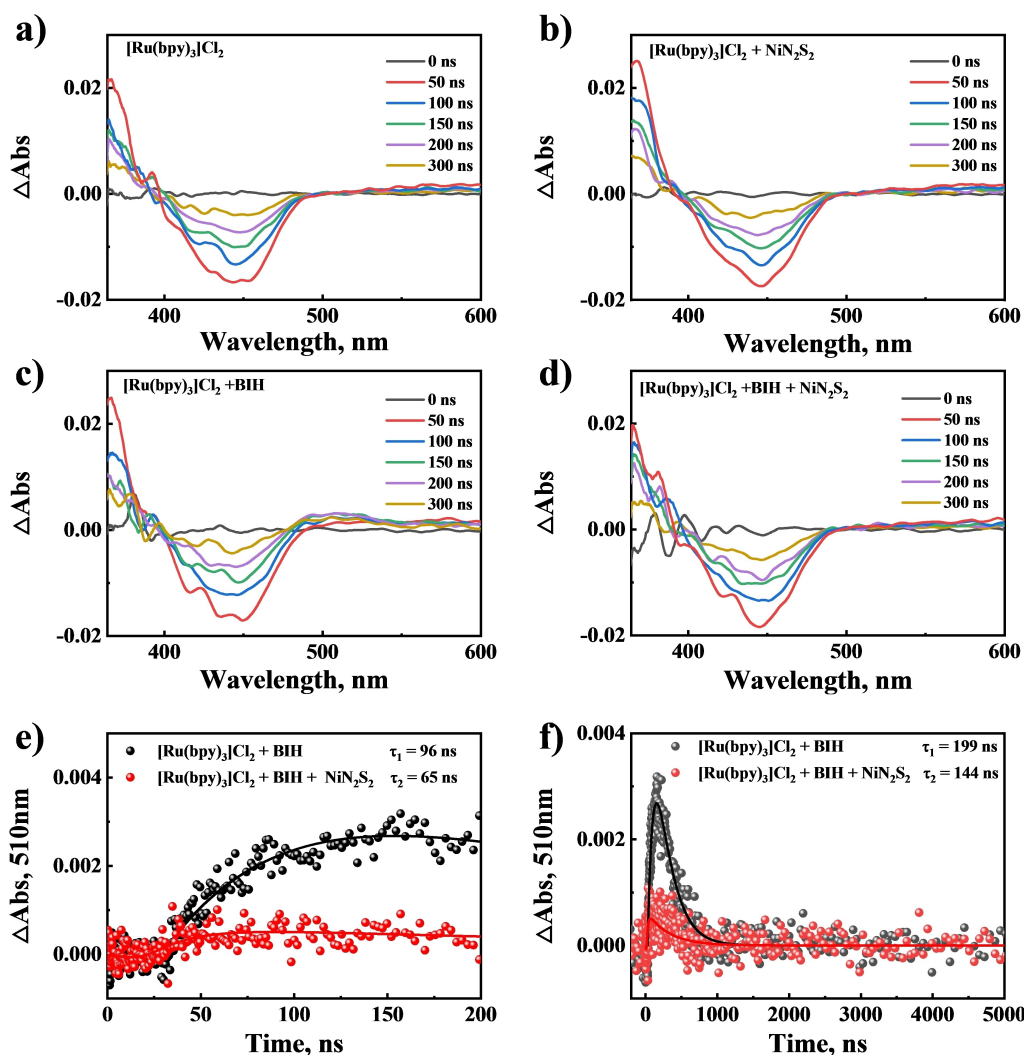 a)
[Ru(bpy)₃]Cl₂
0 ns
50 ns
100 ns
150 ns
200 ns
300 ns
0.02
0.00
-0.02
△Abs
400 500 600
Wavelength, nm
b)
[Ru(bpy)₃]Cl₂ + NiN₂S₂
0 ns
50 ns
100 ns
150 ns
200 ns
300 ns
0.02
0.00
-0.02
△Abs
400 500 600
Wavelength, nm
c)
[Ru(bpy)₃]Cl₂ +BIH
0 ns
50 ns
100 ns
150 ns
200 ns
300 ns
0.02
0.00
-0.02
△Abs
400 500 600
Wavelength, nm
d)
[Ru(bpy)₃]Cl₂ +BIH + NiN₂S₂
0 ns
50 ns
100 ns
150 ns
200 ns
300 ns
0.02
0.00
-0.02
△Abs
400 500 600
Wavelength, nm
e)
[Ru(bpy)₃]Cl₂ + BIH τ₁ = 96 ns
[Ru(bpy)₃]Cl₂ + BIH + NiN₂S₂ τ₂ = 65 ns
0.004
0.002
0.000
△Abs, 510nm
0 50 100 150 200
Time, ns
f)
[Ru(bpy)₃]Cl₂ + BIH τ₁ = 199 ns
[Ru(bpy)₃]Cl₂ + BIH + NiN₂S₂ τ₂ = 144 ns
0.004
0.002
0.000
△Abs, 510nm
0 1000 2000 3000 4000 5000
Time, ns